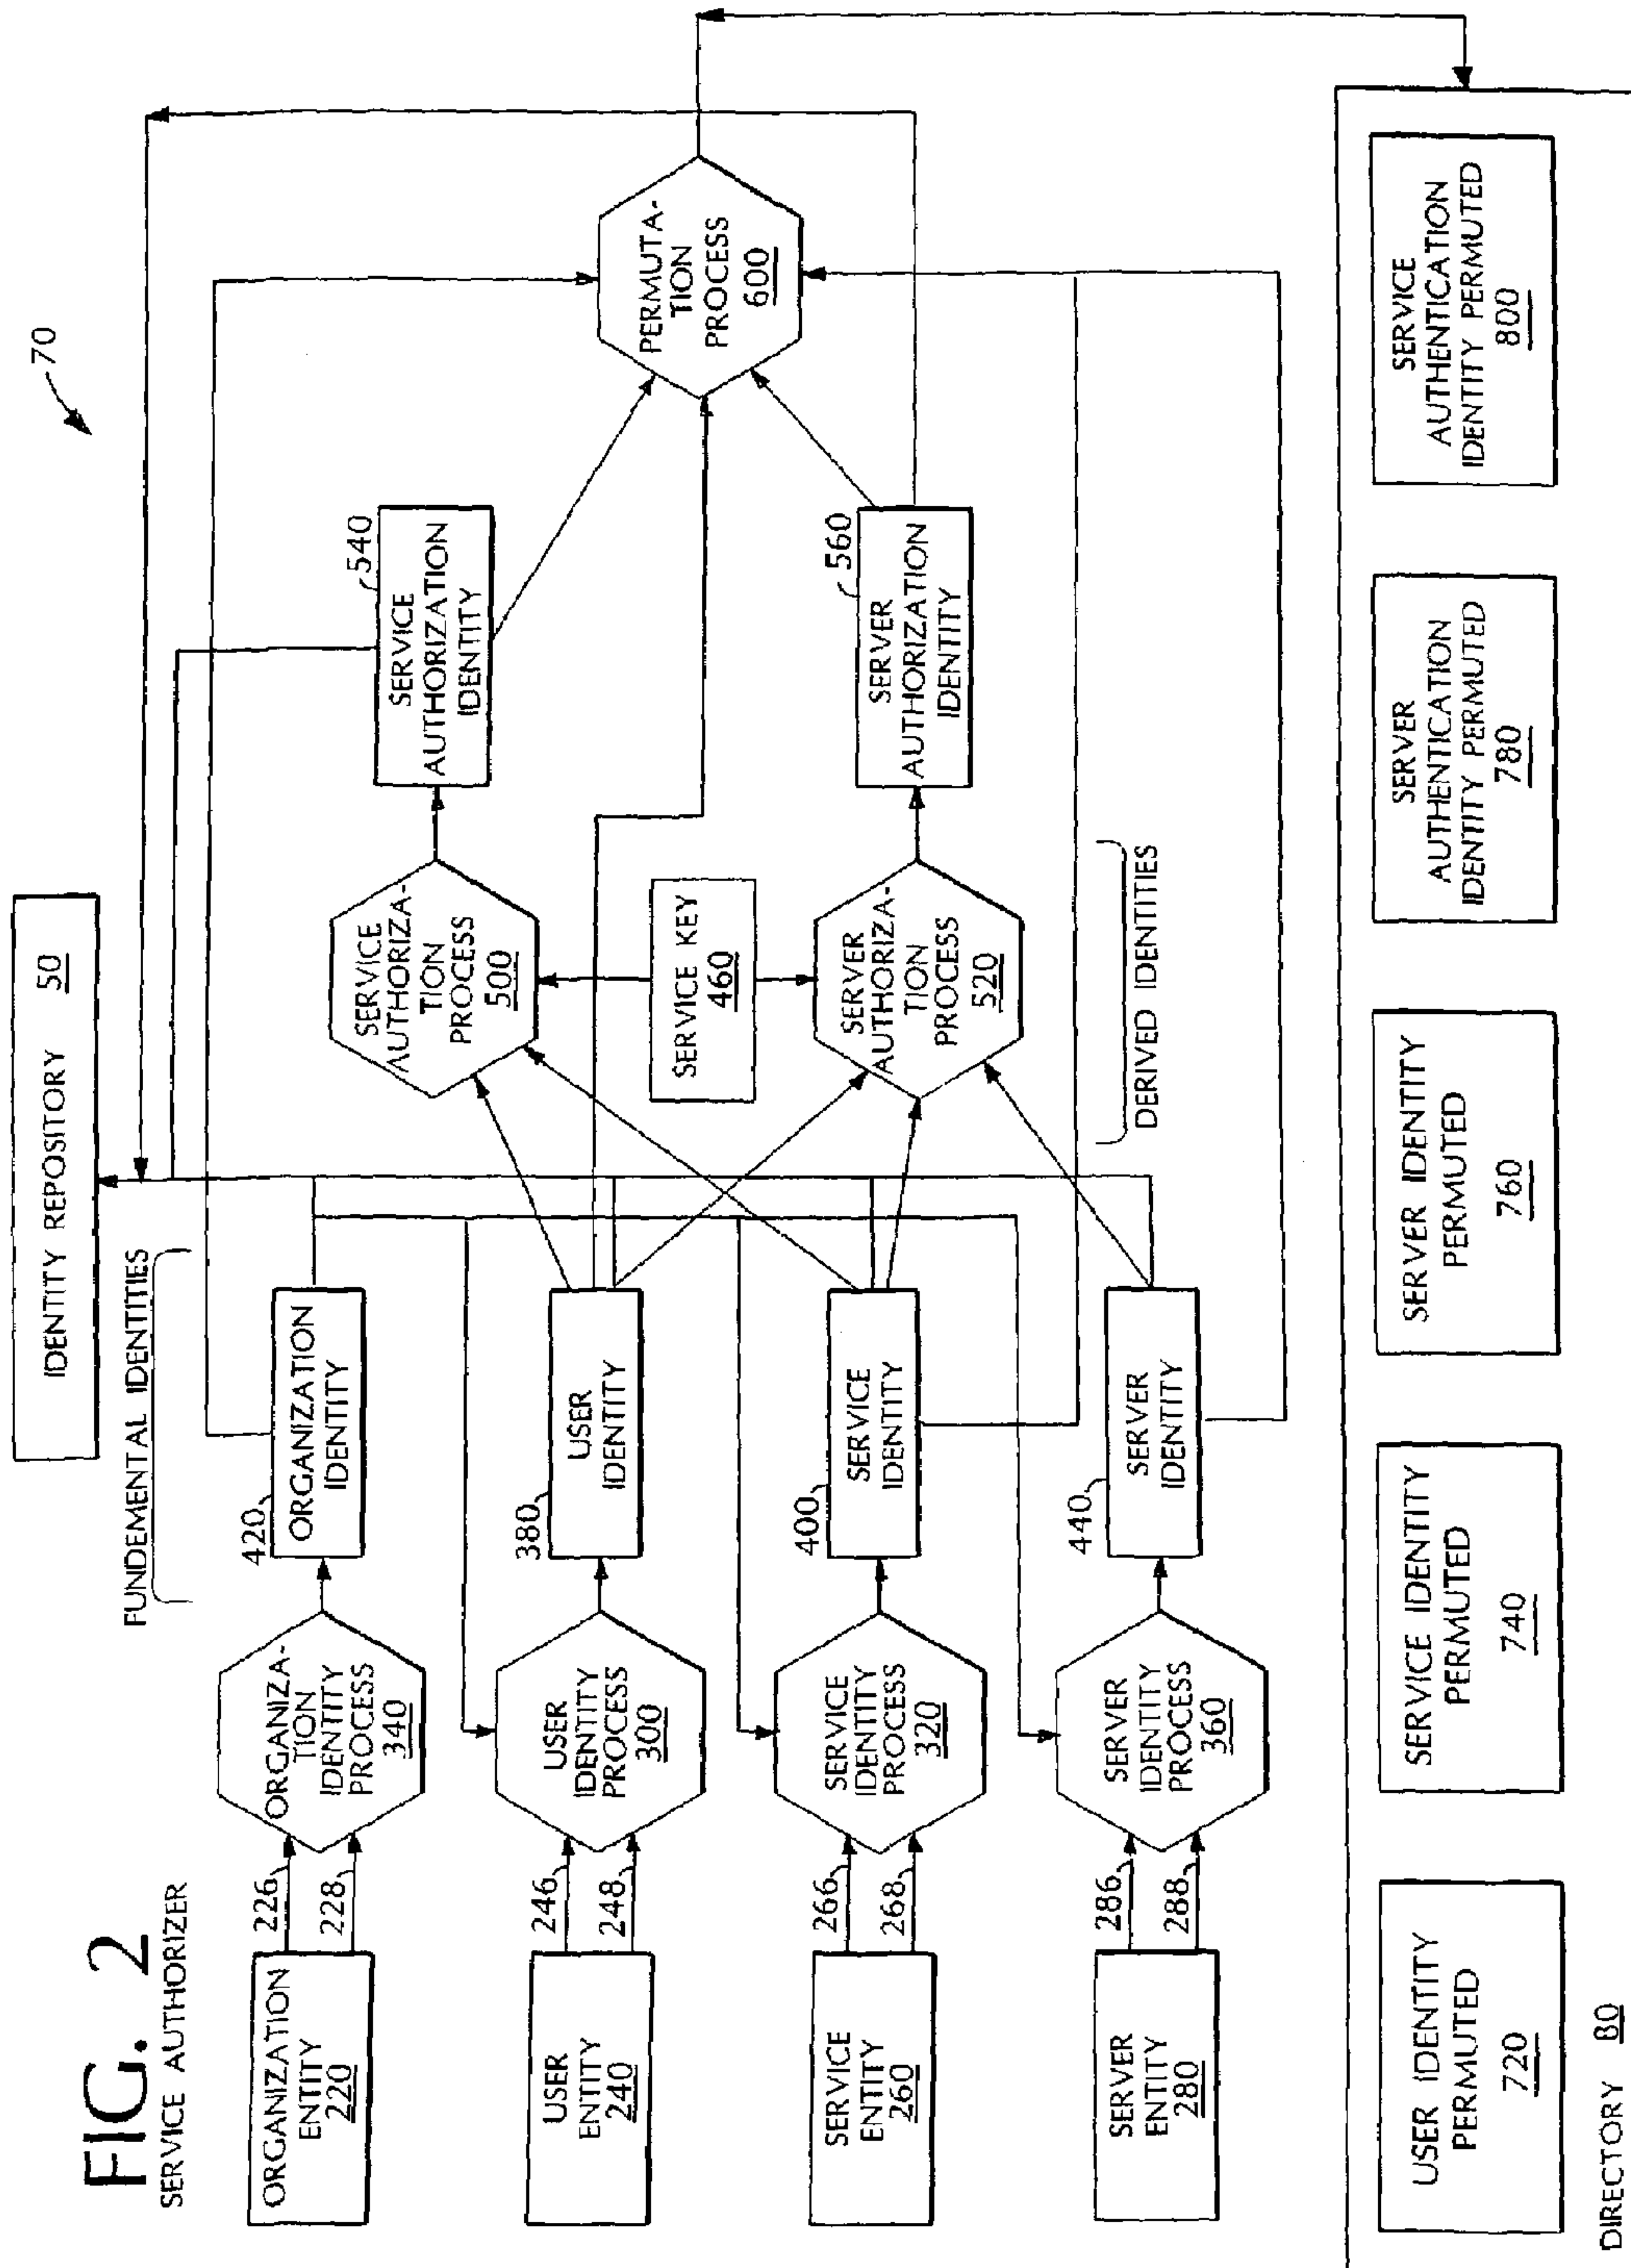 FIG. 2
SERVICE AUTHORIZER
70
IDENTITY REPOSITORY 50
FUNDEMENTAL IDENTITIES
ORGANIZATION
ENTITY
220
226
228
ORGANIZA-
TION
IDENTITY
PROCESS
340
420
ORGANIZATION
IDENTITY
USER
ENTITY
240
246
248
USER
IDENTITY
PROCESS
300
380
USER
IDENTITY
SERVICE
ENTITY
260
266
268
SERVICE
IDENTITY
PROCESS
320
400
SERVICE
IDENTITY
SERVER
ENTITY
280
286
288
SERVER
IDENTITY
PROCESS
360
440
SERVER
IDENTITY
SERVICE
AUTHORIZA-
TION
PROCESS
500
SERVICE KEY
460
SERVER
AUTHORIZA-
TION
PROCESS
520
DERIVED IDENTITIES
540
SERVICE
AUTHORIZATION
IDENTITY
560
SERVER
AUTHORIZATION
IDENTITY
PERMUTA-
TION
PROCESS
600
USER IDENTITY
PERMUTED
720
SERVICE IDENTITY
PERMUTED
740
SERVER IDENTITY
PERMUTED
760
SERVER
AUTHENTICATION
IDENTITY PERMUTED
780
SERVICE
AUTHENTICATION
IDENTITY PERMUTED
800
DIRECTORY 80